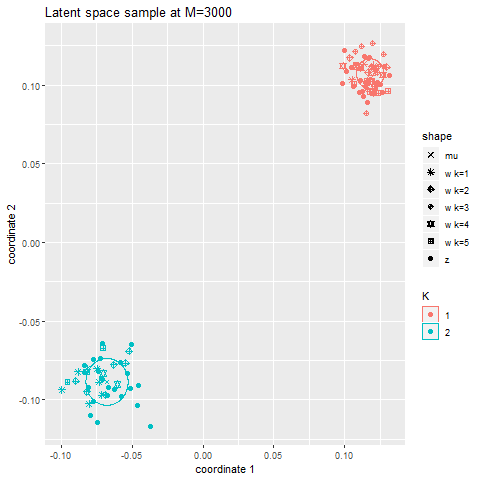 Latent space sample at M=3000
0.10
0.05
0.00
-0.05
-0.10
-0.10
-0.05
0.00
0.05
0.10
coordinate 1
coordinate 2
shape
mu
w k=1
w k=2
w k=3
w k=4
w k=5
z
K
1
2